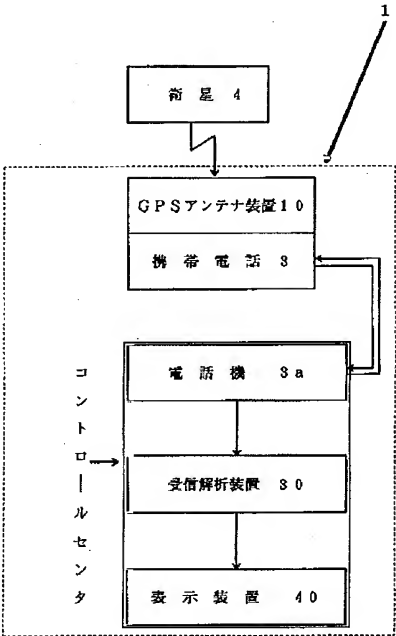 1
衛星 4
GPSアンテナ装置10
携帯電話 3
電話機 3a
受信解析装置 30
表示装置 40
コントロールセンタ